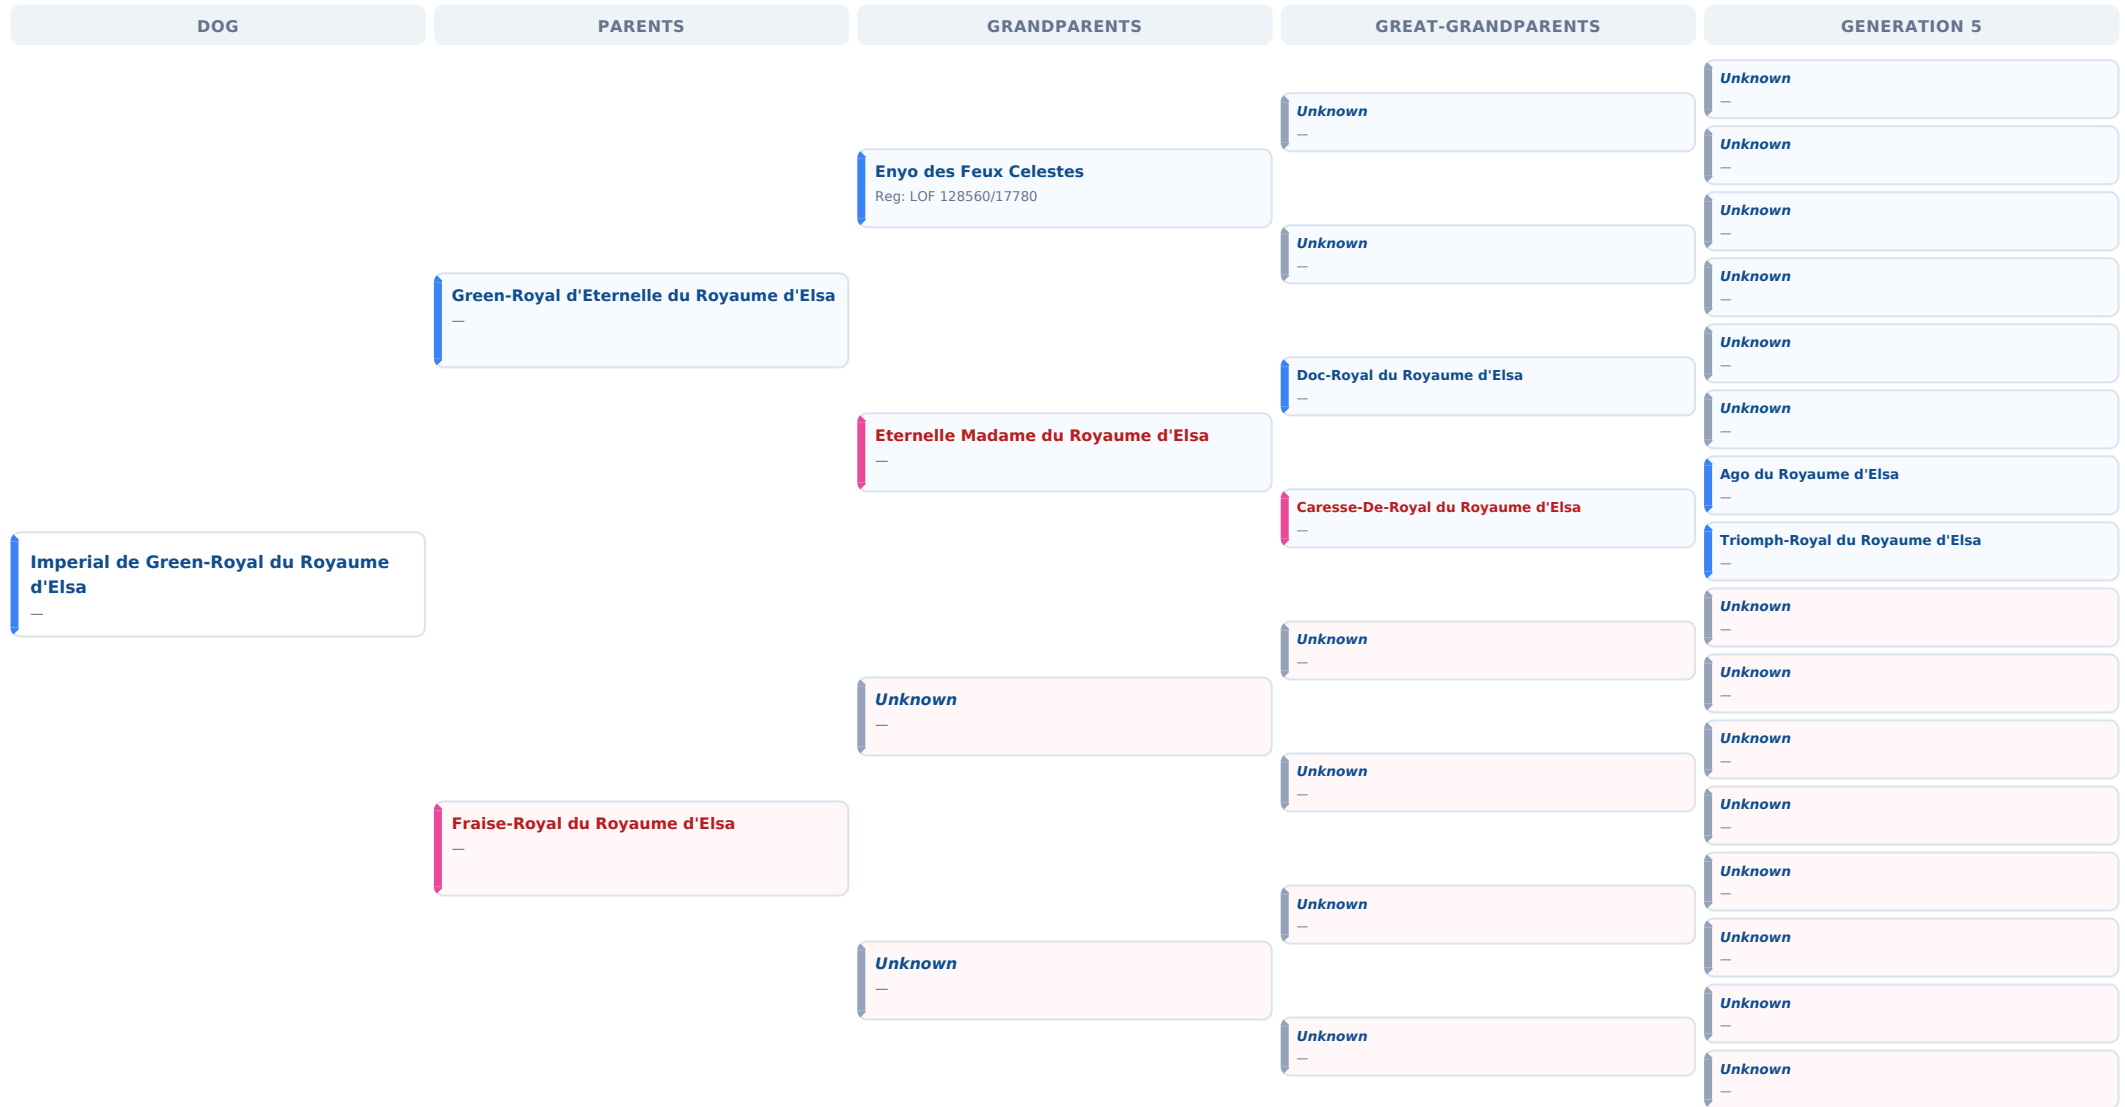 DOG
PARENTS
GRANDPARENTS
GREAT-GRANDPARENTS
GENERATION 5
Imperial de Green-Royal du Royaume
d'Elsa
—
Green-Royal d'Eternelle du Royaume d'Elsa
—
Fraise-Royal du Royaume d'Elsa
—
Enyo des Feux Celestes
Reg: LOF 128560/17780
Eternelle Madame du Royaume d'Elsa
—
Unknown
—
Unknown
—
Unknown
—
Unknown
—
Doc-Royal du Royaume d'Elsa
—
Caresse-De-Royal du Royaume d'Elsa
—
Unknown
—
Unknown
—
Unknown
—
Unknown
—
Unknown
—
Unknown
—
Unknown
—
Unknown
—
Unknown
—
Unknown
—
Ago du Royaume d'Elsa
—
Triomph-Royal du Royaume d'Elsa
—
Unknown
—
Unknown
—
Unknown
—
Unknown
—
Unknown
—
Unknown
—
Unknown
—
Unknown
—